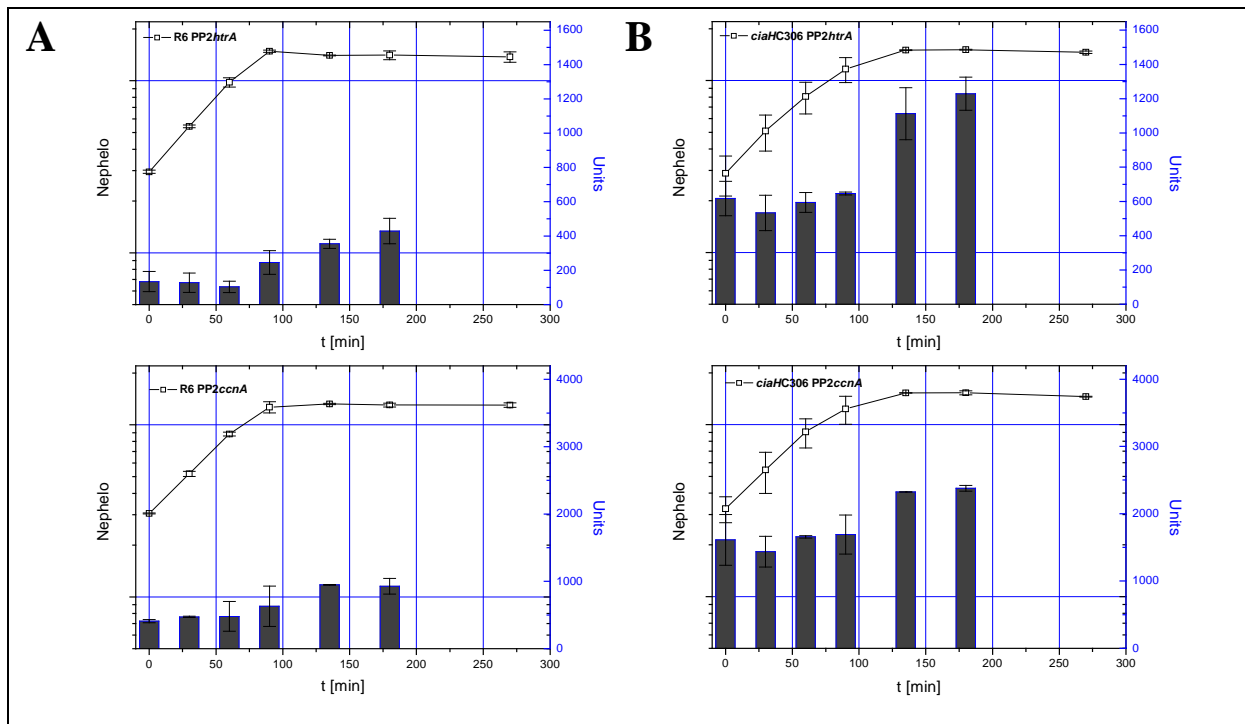 A
R6 PP2htrA
Nephelo
1600
1400
1200
1000
800
600
400
200
0
Units
0 50 100 150 200 250 300
t [min]
B
ciaHC306 PP2htrA
Nephelo
1600
1400
1200
1000
800
600
400
200
0
Units
0 50 100 150 200 250 300
t [min]
R6 PP2ccnA
Nephelo
4000
3000
2000
1000
0
Units
0 50 100 150 200 250 300
t [min]
ciaHC306 PP2ccnA
Nephelo
4000
3000
2000
1000
0
Units
0 50 100 150 200 250 300
t [min]